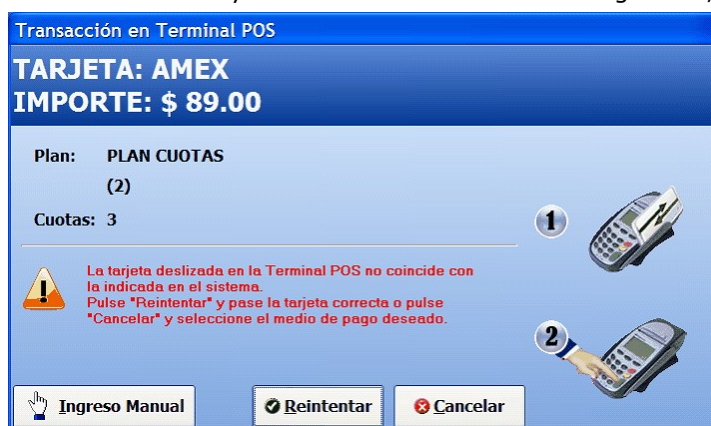 Transacción en Terminal POS
TARJETA: AMEX
IMPORTE: $ 89.00
Plan: PLAN CUOTAS
(2)
Cuotas: 3
1
La tarjeta deslizada en la Terminal POS no coincide con
la indicada en el sistema.
Pulse "Reintentar" y pase la tarjeta correcta o pulse
"Cancelar" y seleccione el medio de pago deseado.
2
Ingreso Manual
Reintentar
Cancelar